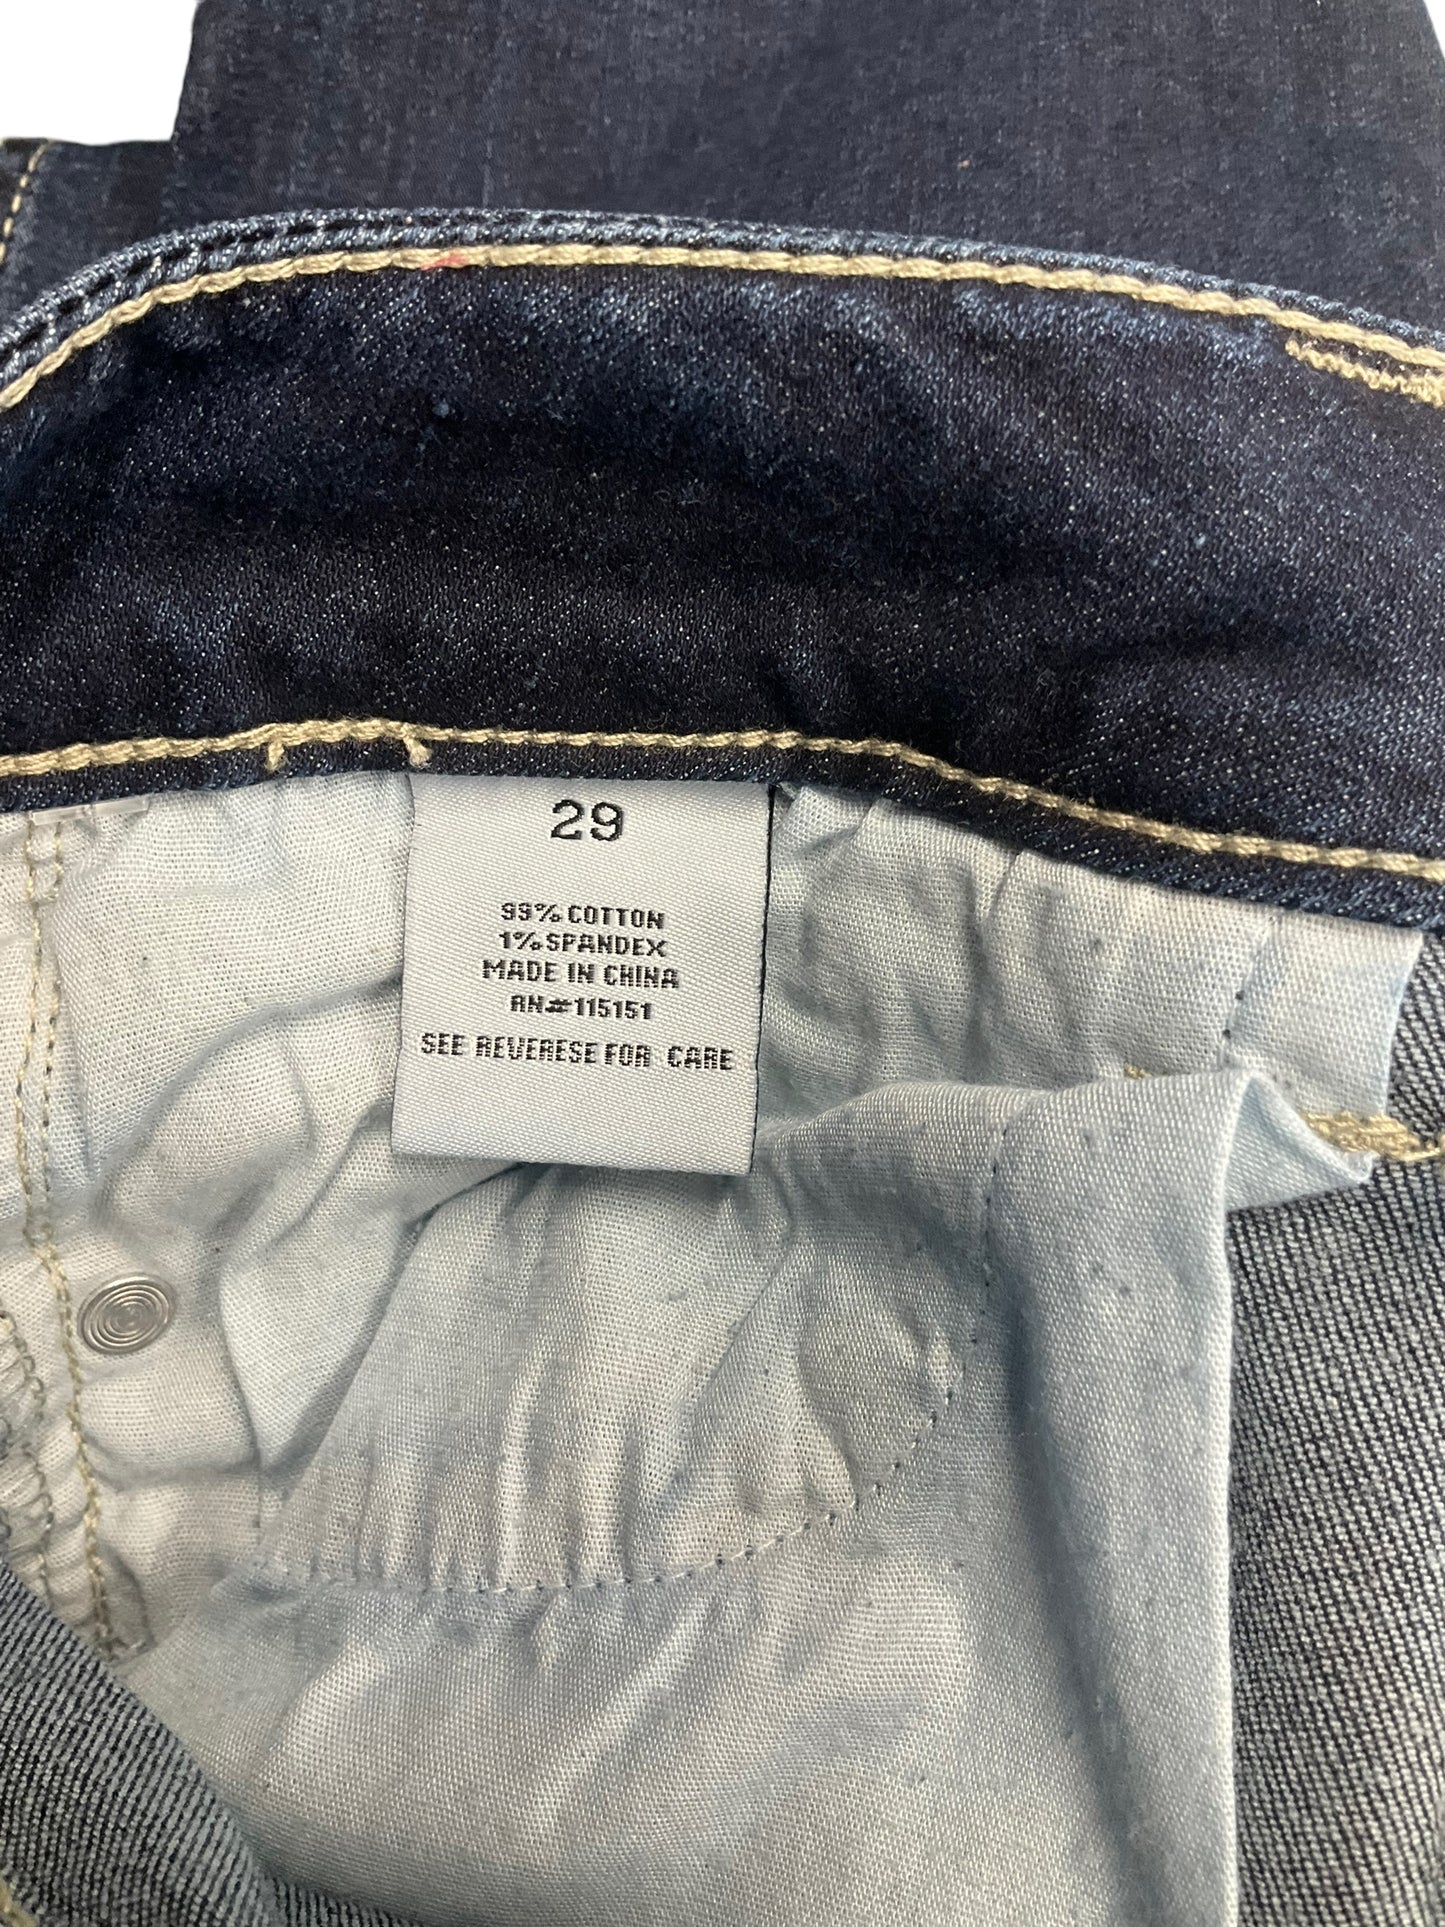 29
99% COTTON
1% SPANDEX
MADE IN CHINA
RN#115151
SEE REVERESE FOR CARE